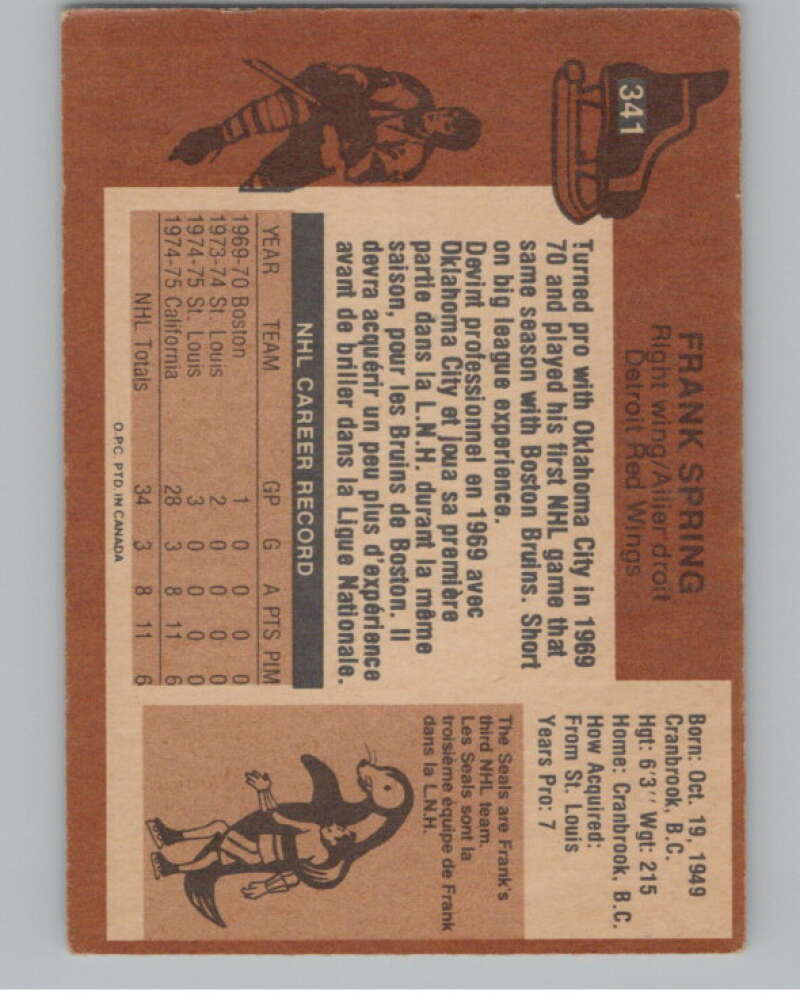 341
FRANK SPRING
Right wing/Ailier droit
Detroit Red Wings
Turned pro with Oklahoma City in 1969
70 and played his first NHL game that
same season with Boston Bruins. Short
on big league experience.
Devint professionnel en 1969 avec
Oklahoma City et joua sa première
partie dans la L.N.H. durant la même
saison, pour les Bruins de Boston. Il
devra acquérir un peu plus d'expérience
avant de briller dans la Ligue Nationale.
NHL CAREER RECORD
YEAR TEAM GP G A PTS PIM
1969-70 Boston 1 0 0 0 0
1973-74 St. Louis 2 0 0 0 0
1974-75 St. Louis 3 0 0 0 0
1974-75 California 28 3 8 11 6
NHL Totals 34 3 8 11 6
O.P.C. PTD. IN CANADA
Born: Oct. 19, 1949
Cranbrook, B.C.
Hgt: 6'3'' Wgt: 215
Home: Cranbrook, B.C.
How Acquired:
From St. Louis
Years Pro: 7
The Seals are Frank's
third NHL team.
Les Seals sont la
troisième équipe de Frank
dans la L.N.H.